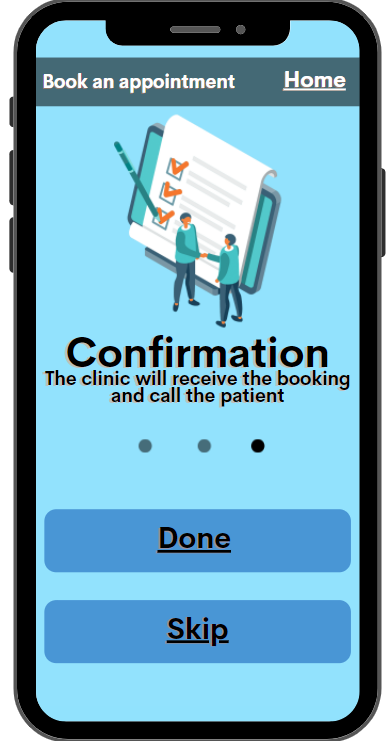 Book an appointment
Home
Confirmation
The clinic will receive the booking
and call the patient
Done
Skip